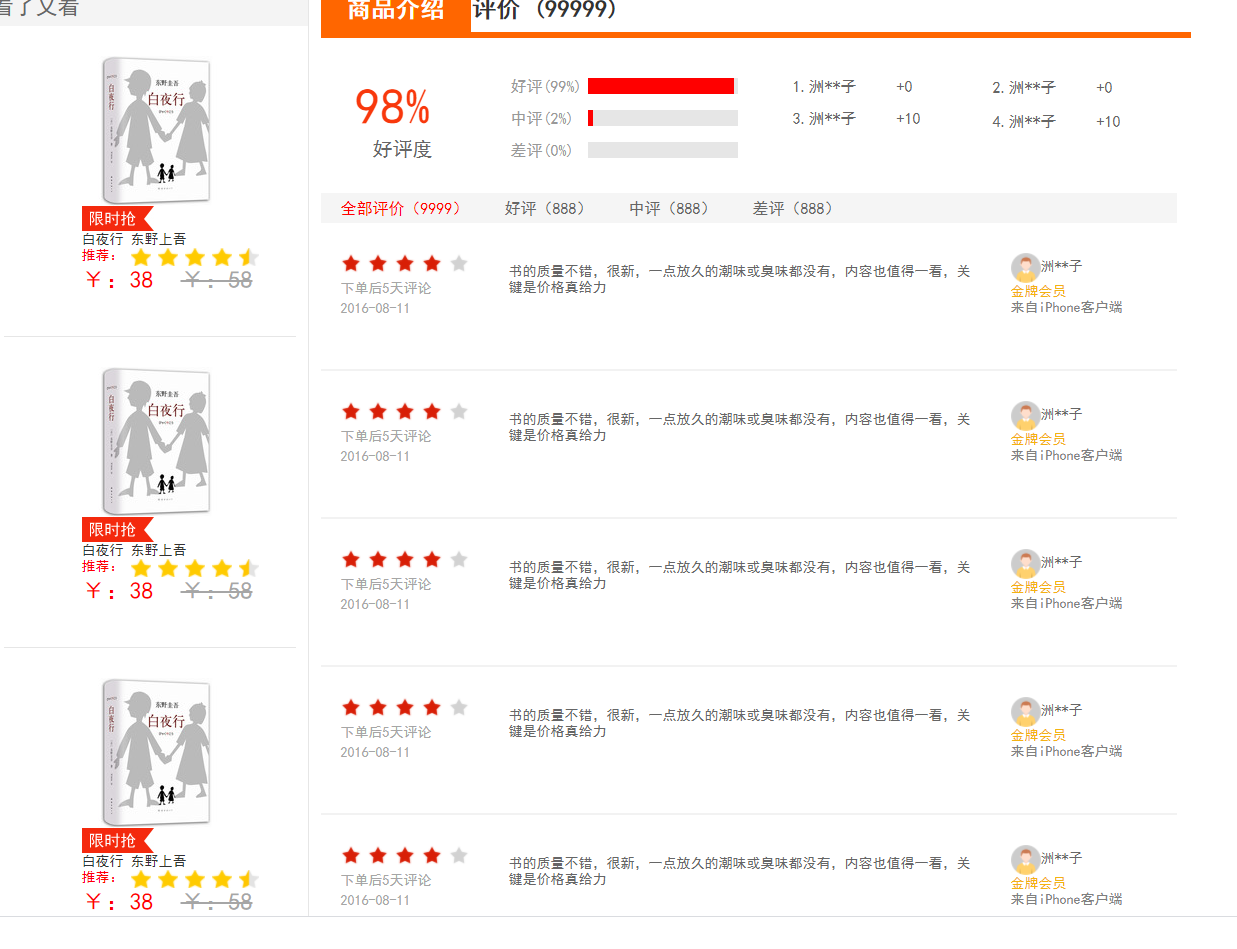 看了又看
东野圭吾
白夜行
白夜行
限时抢
白夜行 东野上吾
推荐：
￥：38 ￥：58
东野圭吾
白夜行
白夜行
限时抢
白夜行 东野上吾
推荐：
￥：38 ￥：58
东野圭吾
白夜行
白夜行
限时抢
白夜行 东野上吾
推荐：
￥：38 ￥：58
商品介绍 评价 （99999）
98%
好评度
好评(99%)
中评(2%)
差评(0%)
1. 洲**子 +0 2. 洲**子 +0
3. 洲**子 +10 4. 洲**子 +10
全部评价（9999） 好评（888） 中评（888） 差评（888）
下单后5天评论
2016-08-11
书的质量不错，很新，一点放久的潮味或臭味都没有，内容也值得一看，关
键是价格真给力
洲**子
金牌会员
来自iPhone客户端
下单后5天评论
2016-08-11
书的质量不错，很新，一点放久的潮味或臭味都没有，内容也值得一看，关
键是价格真给力
洲**子
金牌会员
来自iPhone客户端
下单后5天评论
2016-08-11
书的质量不错，很新，一点放久的潮味或臭味都没有，内容也值得一看，关
键是价格真给力
洲**子
金牌会员
来自iPhone客户端
下单后5天评论
2016-08-11
书的质量不错，很新，一点放久的潮味或臭味都没有，内容也值得一看，关
键是价格真给力
洲**子
金牌会员
来自iPhone客户端
下单后5天评论
2016-08-11
书的质量不错，很新，一点放久的潮味或臭味都没有，内容也值得一看，关
键是价格真给力
洲**子
金牌会员
来自iPhone客户端